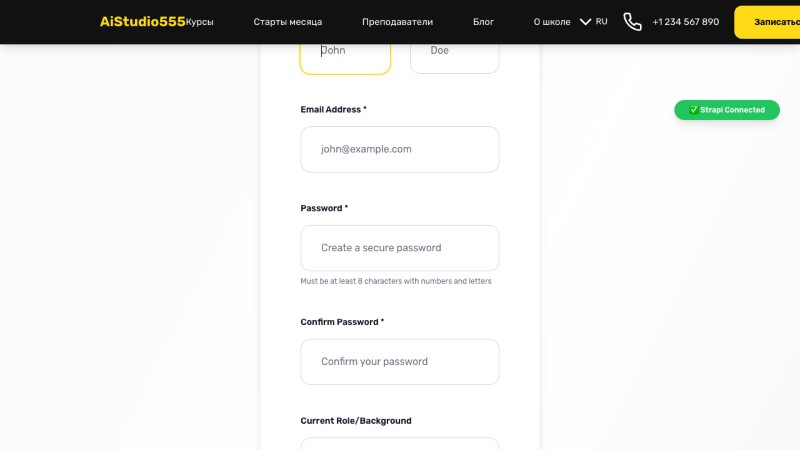 AiStudio555 Курсы Старты месяца Преподаватели Блог О школе RU +1 234 567 890 Записатьс
John Doe
Email Address *
✅ Strapi Connected
john@example.com
Password *
Create a secure password
Must be at least 8 characters with numbers and letters
Confirm Password *
Confirm your password
Current Role/Background